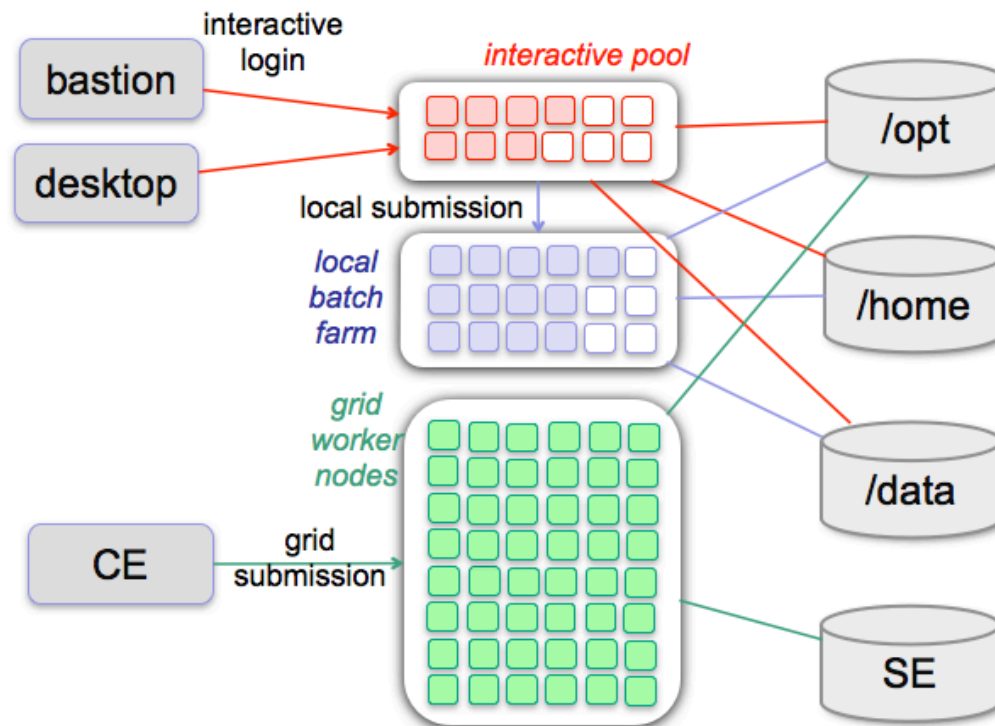 interactive
login
bastion
desktop
interactive pool
/opt
local submission
local
batch
farm
/home
grid
worker
nodes
/data
CE
grid
submission
SE